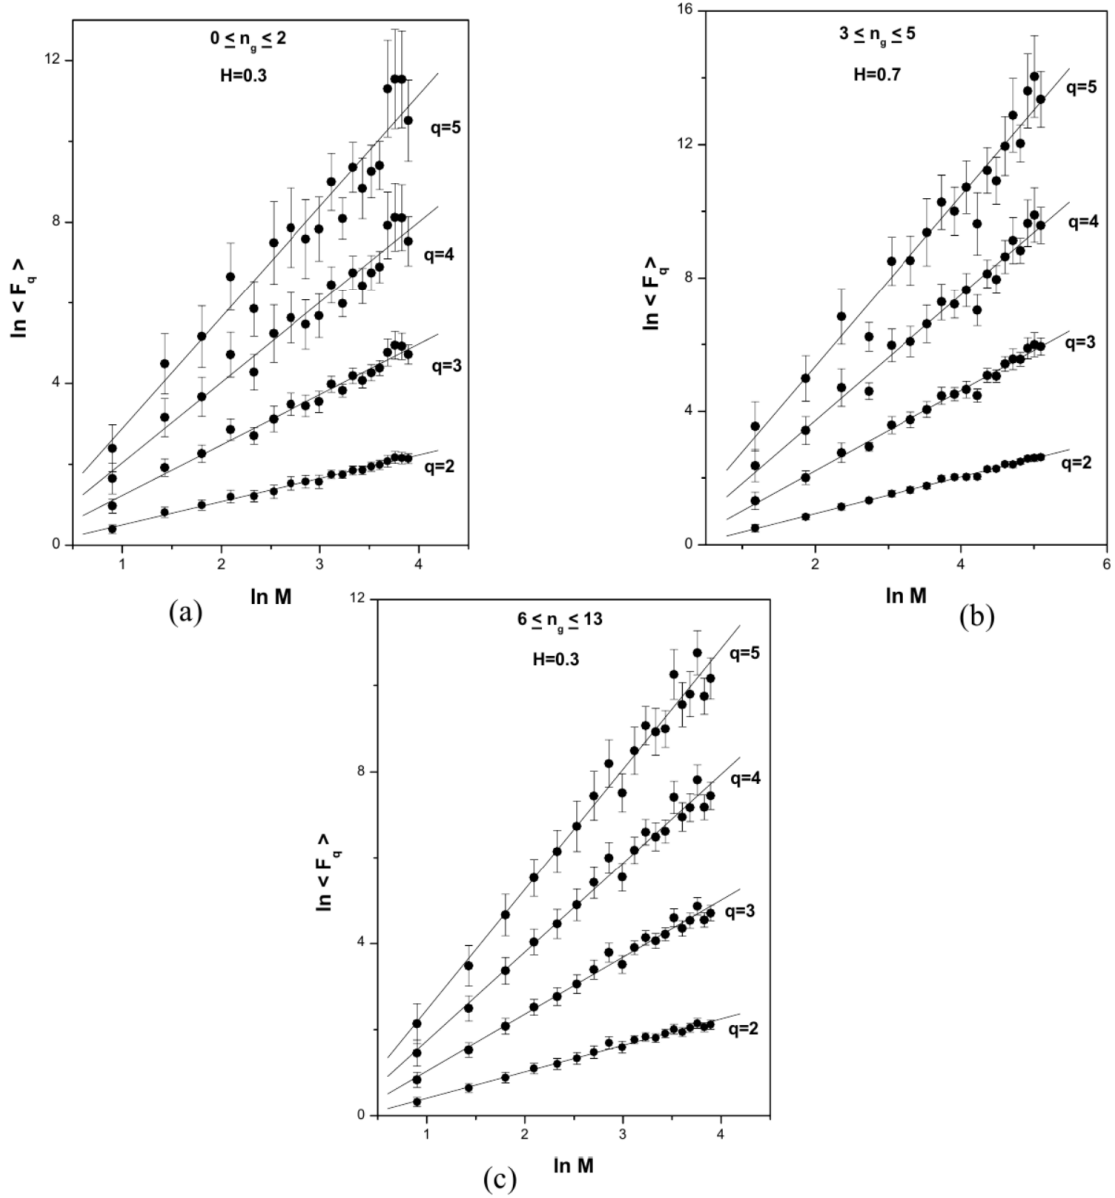 0 ≤ n_g ≤ 2
H=0.3
q=5
q=4
q=3
q=2
12
8
4
0
1
2
3
4
ln < F_q >
ln M
(a)
3 ≤ n_g ≤ 5
H=0.7
q=5
q=4
q=3
q=2
16
12
8
4
0
2
4
6
ln < F_q >
ln M
(b)
6 ≤ n_g ≤ 13
H=0.3
q=5
q=4
q=3
q=2
12
8
4
0
1
2
3
4
ln < F_q >
ln M
(c)